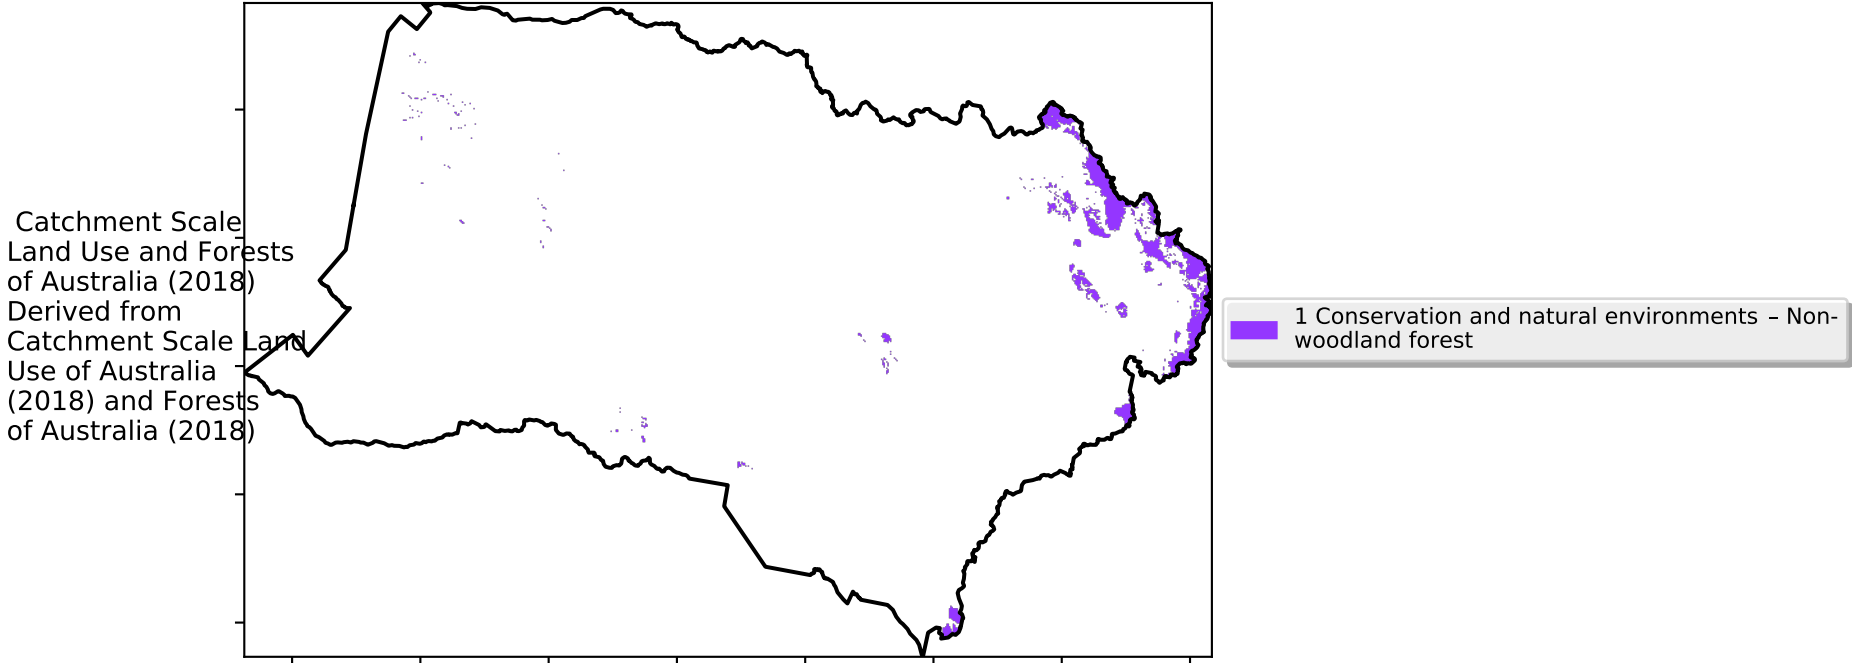 Catchment Scale
Land Use and Forests
of Australia (2018)
Derived from
Catchment Scale Land
Use of Australia
(2018) and Forests
of Australia (2018)
1 Conservation and natural environments – Non-
woodland forest